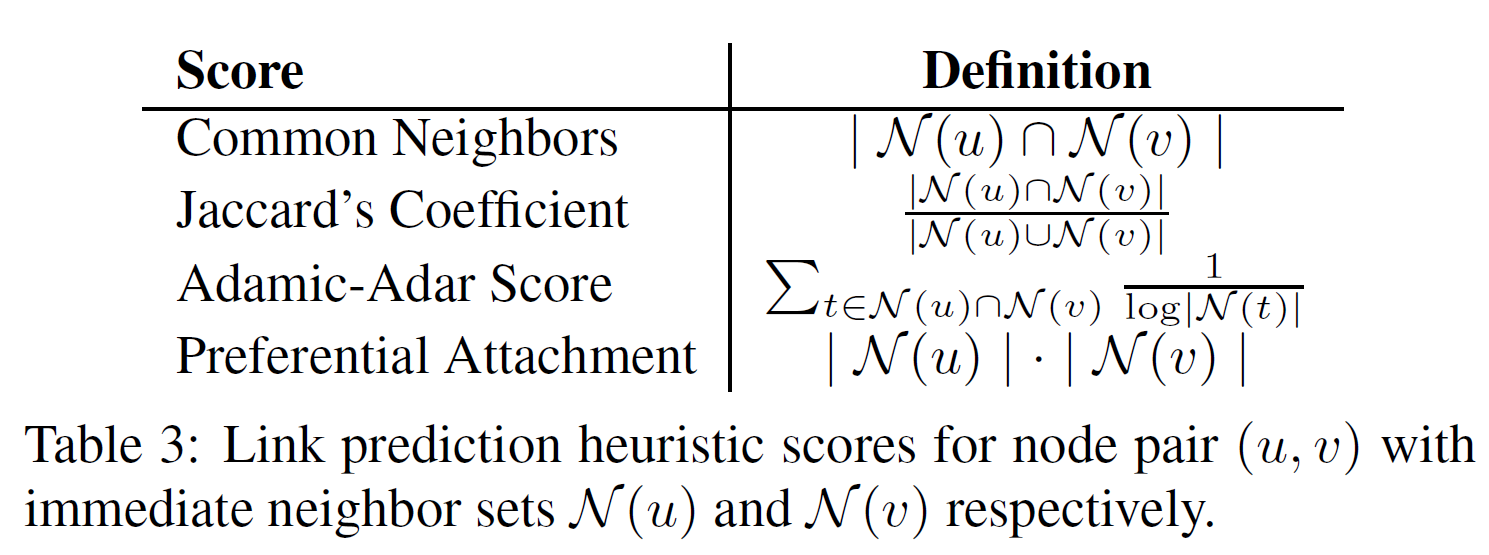 Score Definition
Common Neighbors | 𝒩(u) ∩ 𝒩(v) |
Jaccard's Coefficient |𝒩(u)∩𝒩(v)| / |𝒩(u)∪𝒩(v)|
Adamic-Adar Score ∑_{t∈𝒩(u)∩𝒩(v)} 1 / log|𝒩(t)|
Preferential Attachment | 𝒩(u) | · | 𝒩(v) |
Table 3: Link prediction heuristic scores for node pair (u, v) with
immediate neighbor sets 𝒩(u) and 𝒩(v) respectively.